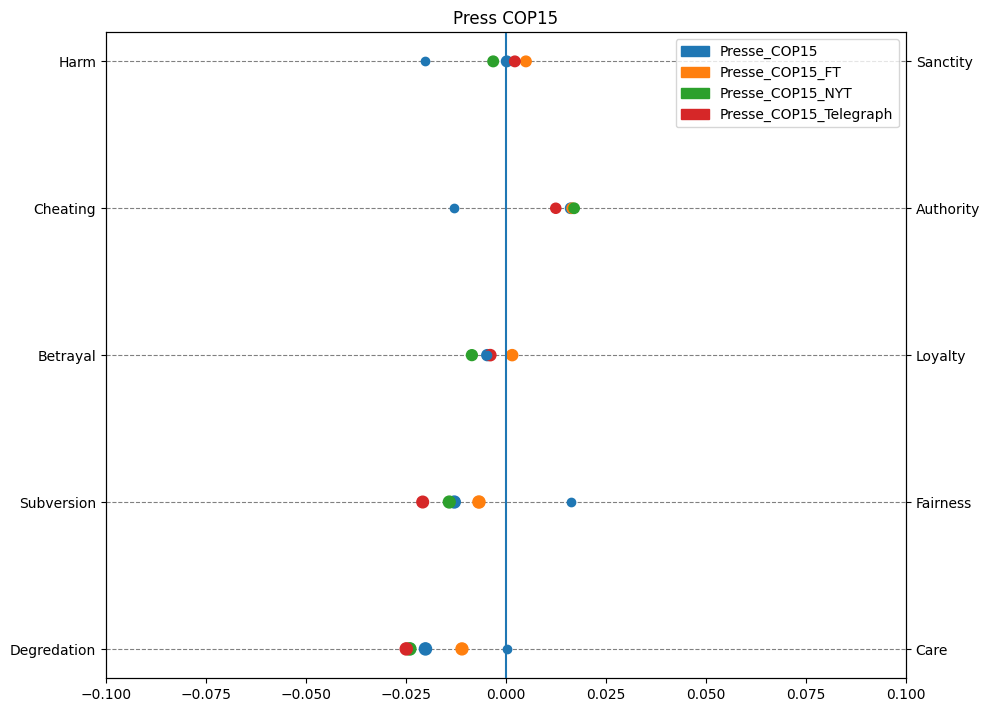 Press COP15
Harm
Sanctity
Presse_COP15
Presse_COP15_FT
Presse_COP15_NYT
Presse_COP15_Telegraph
Cheating
Authority
Betrayal
Loyalty
Subversion
Fairness
Degredation
Care
−0.100 −0.075 −0.050 −0.025 0.000 0.025 0.050 0.075 0.100